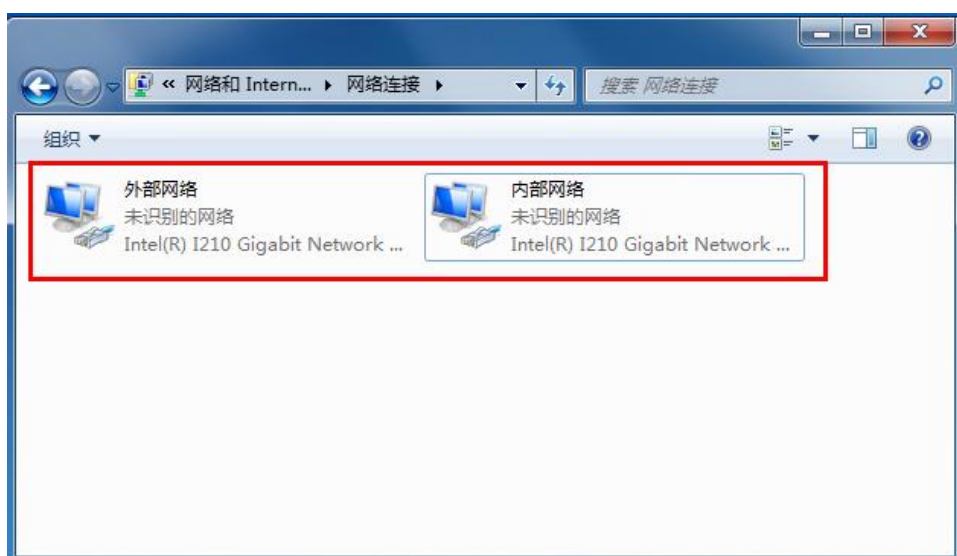 « 网络和 Intern... 网络连接 搜索 网络连接
组织
外部网络
未识别的网络
Intel(R) I210 Gigabit Network ...
内部网络
未识别的网络
Intel(R) I210 Gigabit Network ...